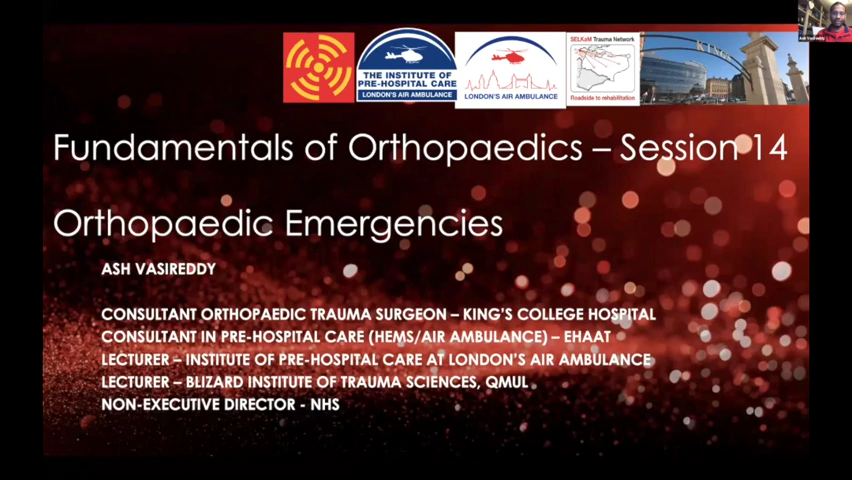 THE INSTITUTE OF
PRE-HOSPITAL CARE
LONDON'S AIR AMBULANCE
LONDON'S AIR AMBULANCE
SELKaM Trauma Network
Roadside to rehabilitation
KING'S
Ash Vasireddy
Fundamentals of Orthopaedics – Session 14
Orthopaedic Emergencies
ASH VASIREDDY
CONSULTANT ORTHOPAEDIC TRAUMA SURGEON – KING'S COLLEGE HOSPITAL
CONSULTANT IN PRE-HOSPITAL CARE (HEMS/AIR AMBULANCE) – EHAAT
LECTURER – INSTITUTE OF PRE-HOSPITAL CARE AT LONDON'S AIR AMBULANCE
LECTURER – BLIZARD INSTITUTE OF TRAUMA SCIENCES, QMUL
NON-EXECUTIVE DIRECTOR - NHS